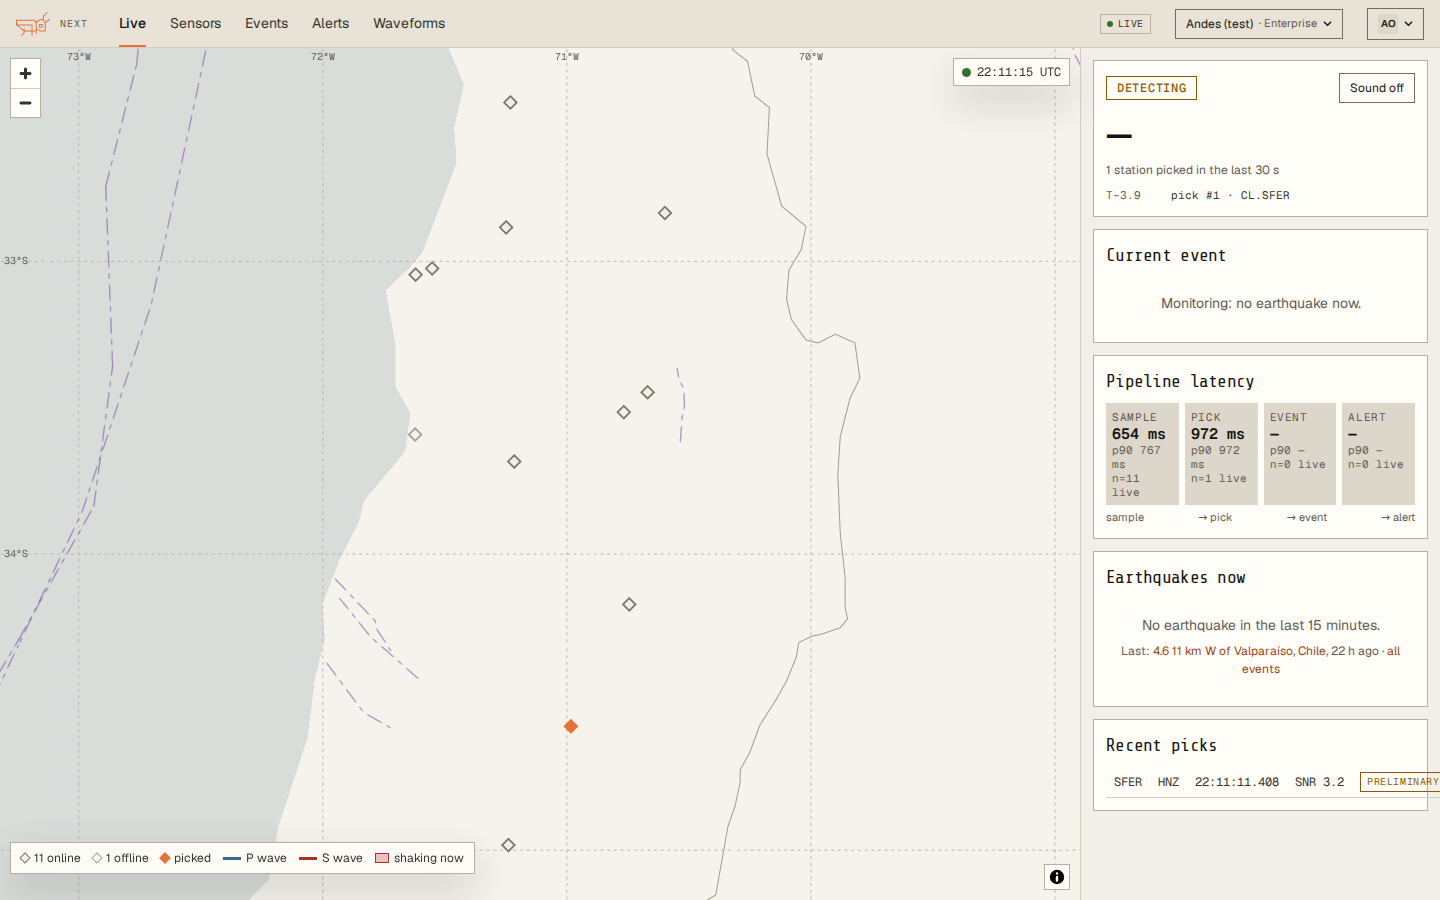 NEXT
Live
Sensors
Events
Alerts
Waveforms
LIVE
Andes (test) · Enterprise
AO
73°W
72°W
71°W
70°W
+
−
22:11:15 UTC
33°S
34°S
11 online
1 offline
picked
P wave
S wave
shaking now
DETECTING
Sound off
—
1 station picked in the last 30 s
T−3.9 pick #1 · CL.SFER
Current event
Monitoring: no earthquake now.
Pipeline latency
SAMPLE
654 ms
p90 767
ms
n=11
live
PICK
972 ms
p90 972
ms
n=1 live
EVENT
—
p90 —
n=0 live
ALERT
—
p90 —
n=0 live
sample
→ pick
→ event
→ alert
Earthquakes now
No earthquake in the last 15 minutes.
Last: 4.6 11 km W of Valparaíso, Chile, 22 h ago · all
events
Recent picks
SFER HNZ 22:11:11.408 SNR 3.2 PRELIMINARY